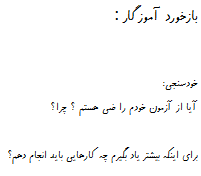 بازخورد آموزگار :
خودسنجی:
آیا از آزمون خودم راضی هستم ؟ چرا؟
برای اینکه بیشتر یاد بگیرم چه کارهایی باید انجام دهم؟